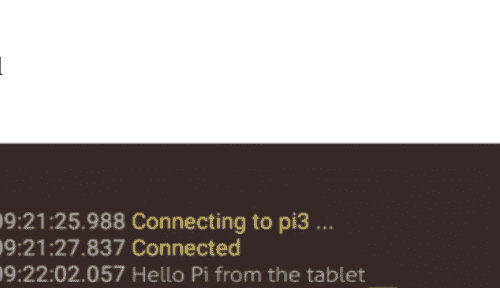 09:21:25.988 Connecting to pi3 ...
09:21:27.837 Connected
09:22:02.057 Hello Pi from the tablet